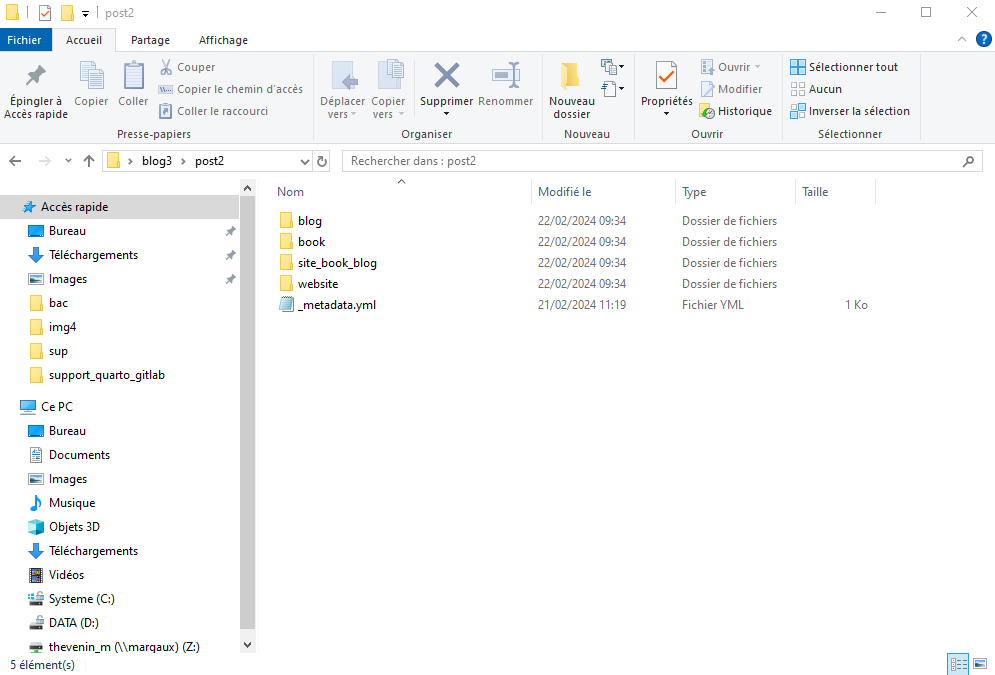 post2
Fichier Accueil Partage Affichage
Épingler à Accès rapide
Copier
Coller
Couper
Copier le chemin d'accès
Coller le raccourci
Presse-papiers
Déplacer vers
Copier vers
Supprimer
Renommer
Organiser
Nouveau dossier
Nouveau
Propriétés
Ouvrir
Modifier
Historique
Ouvrir
Sélectionner tout
Aucun
Inverser la sélection
Sélectionner
blog3 > post2
Rechercher dans : post2
Accès rapide
Bureau
Téléchargements
Images
bac
img4
sup
support_quarto_gitlab
Ce PC
Bureau
Documents
Images
Musique
Objets 3D
Téléchargements
Vidéos
Systeme (C:)
DATA (D:)
thevenin_m (\\margaux) (Z:)
Nom Modifié le Type Taille
blog 22/02/2024 09:34 Dossier de fichiers
book 22/02/2024 09:34 Dossier de fichiers
site_book_blog 22/02/2024 09:34 Dossier de fichiers
website 22/02/2024 09:34 Dossier de fichiers
_metadata.yml 21/02/2024 11:19 Fichier YML 1 Ko
5 élément(s)